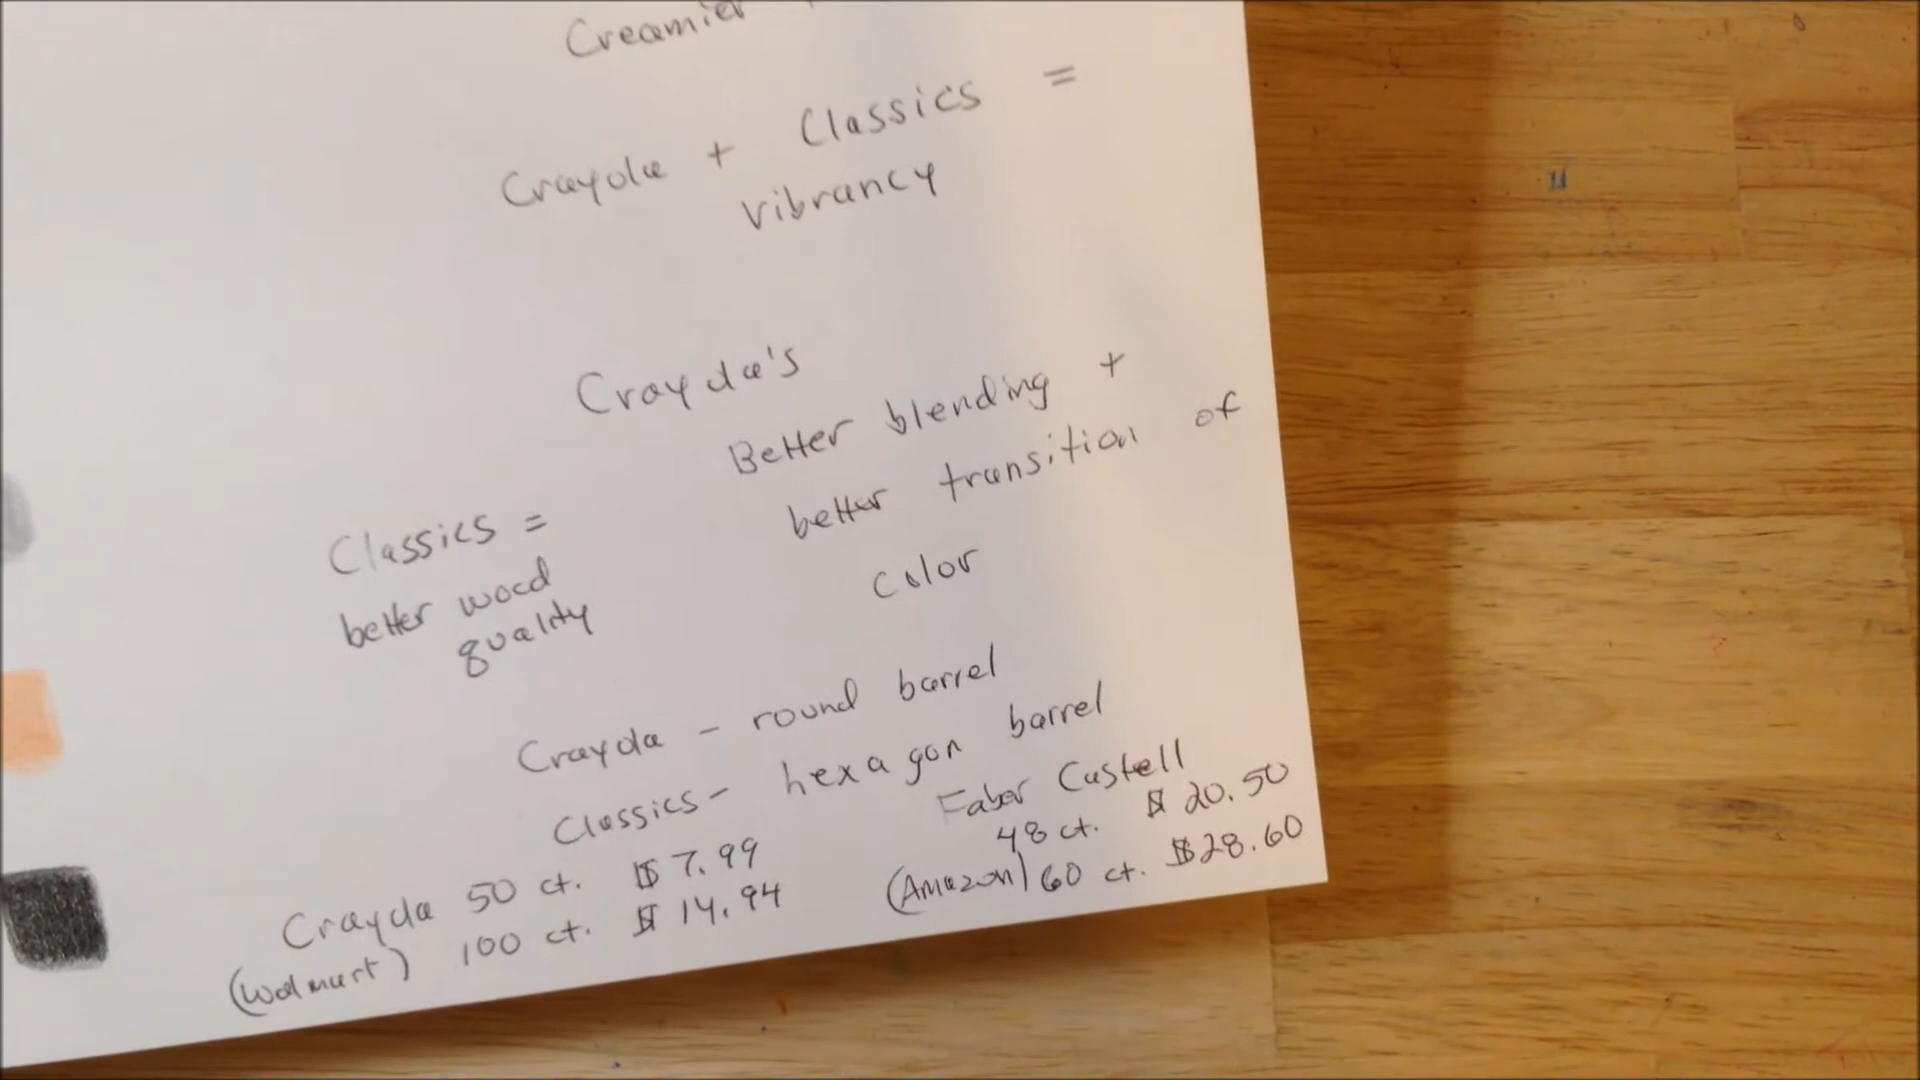 Creamier
Crayola + Classics =
vibrancy
Crayola's
Better blending +
better transition of
color
Classics =
better wood
quality
Crayola - round barrel
Classics - hexagon barrel
Crayola 50 ct. $ 7.99
(Walmart) 100 ct. $ 14.94
Faber Castell
48 ct. $ 20.50
(Amazon) 60 ct. $28.60